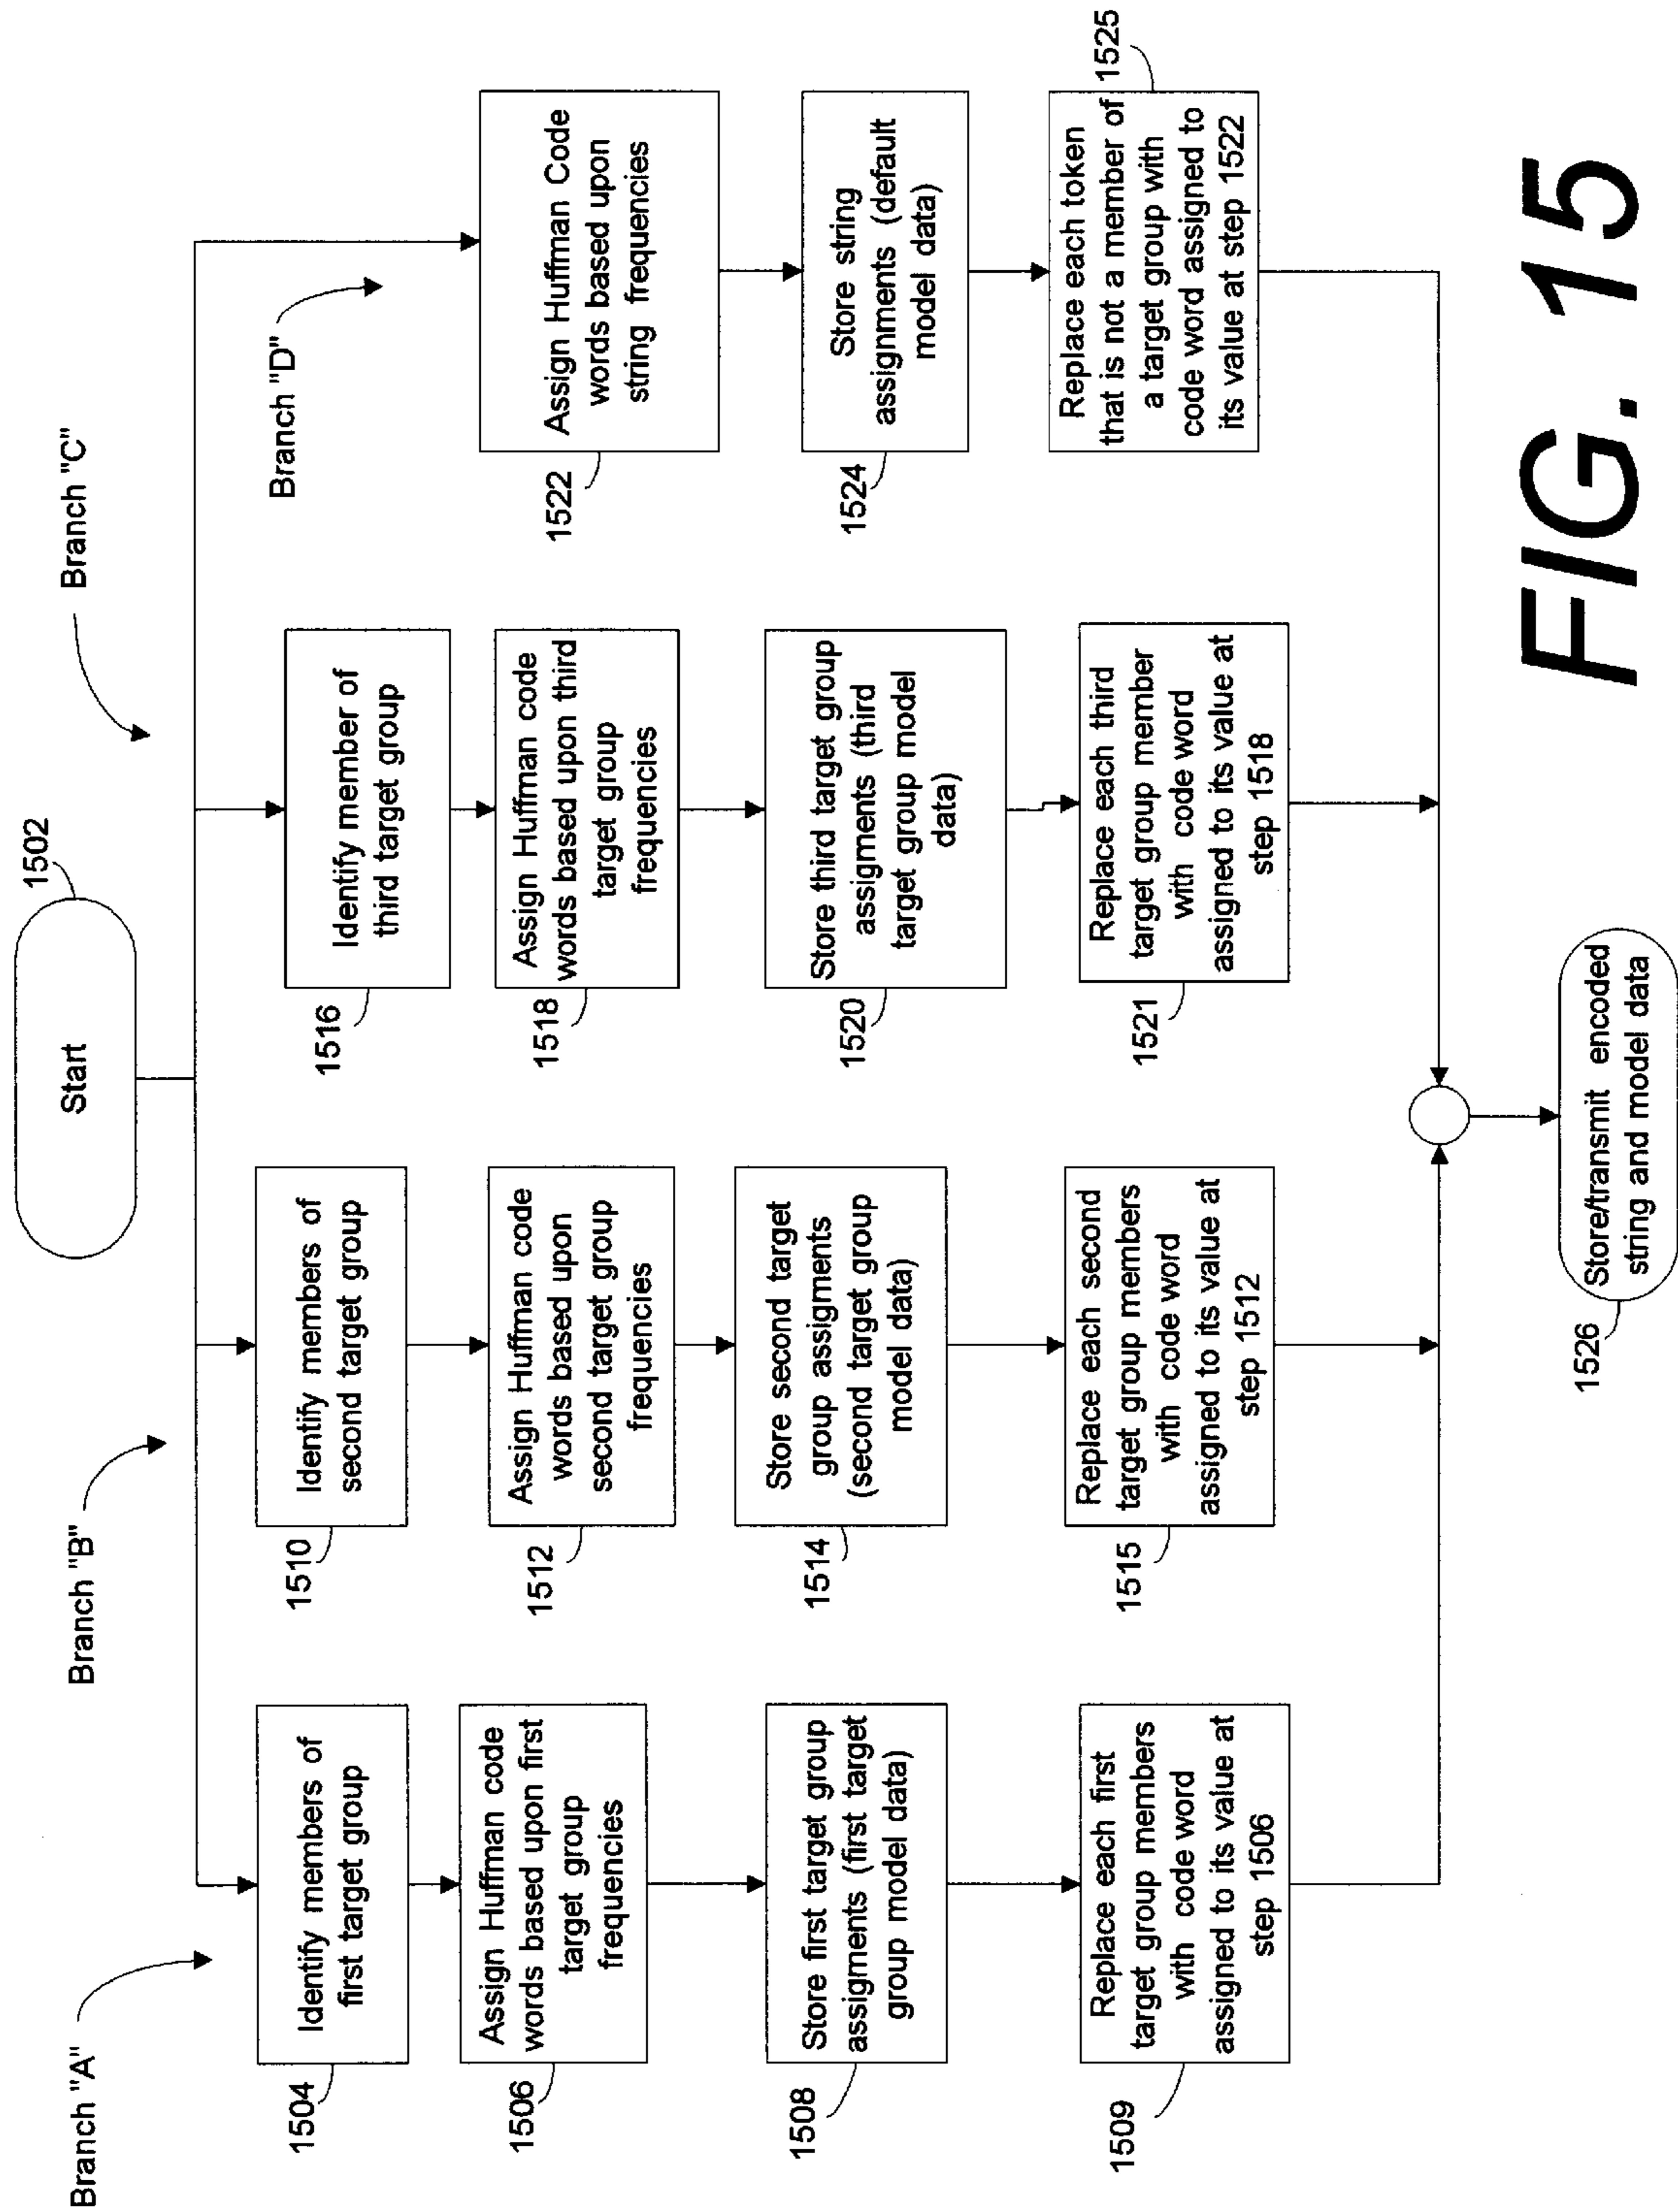 Start
1502
Branch "A"
Branch "B"
Branch "C"
Branch "D"
1504
Identify members of
first target group
1506
Assign Huffman code
words based upon first
target group
frequencies
1508
Store first target group
assigments (first target
group model data)
1509
Replace each first
target group members
with code word
assigned to its value at
step 1506
1510
Identify members of
second target group
1512
Assign Huffman code
words based upon
second target group
frequencies
1514
Store second target
group assigments
(second target group
model data)
1515
Replace each second
target group members
with code word
assigned to its value at
step 1512
1516
Identify member of
third target group
1518
Assign Huffman code
words based upon third
target group
frequencies
1520
Store third target group
assigments (third
target group model
data)
1521
Replace each third
target group member
with code word
assigned to its value at
step 1518
1522
Assign Huffman Code
words based upon
string frequencies
1524
Store string
assigments (default
model data)
1525
Replace each token
that is not a member of
a target group with
code word assigned to
its value at step 1522
1526
Store/transmit encoded
string and model data
FIG. 15